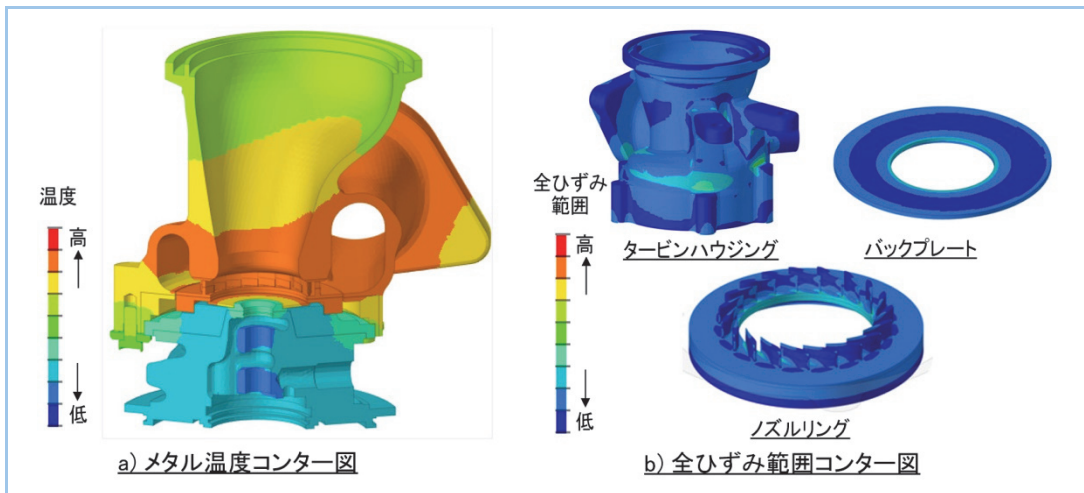 温度
高
低
a) メタル温度コンター図
全ひずみ
範囲
高
低
タービンハウジング
バックプレート
ノズルリング
b) 全ひずみ範囲コンター図